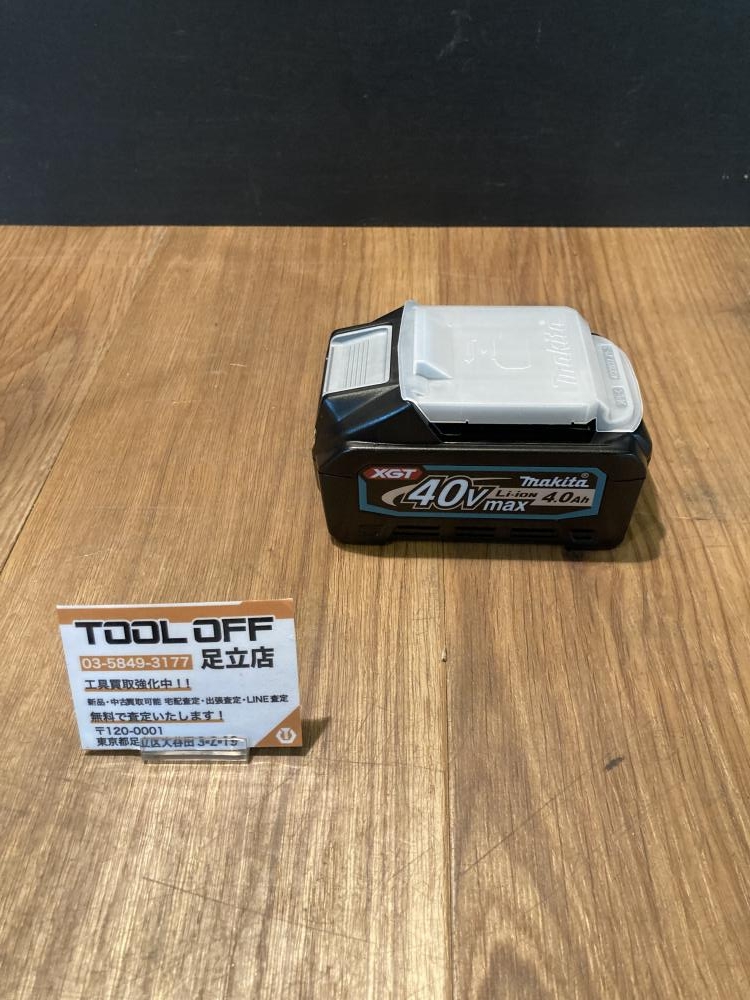 makita
XGT
40v max
Li-ion 4.0Ah
makita®
TOOL OFF
03-5849-3177 足立店
工具買取強化中！！
新品・中古買取可能 宅配査定・出張査定・LINE査定
無料で査定いたします！
〒120-0001
東京都足立区大谷田 3-2-19